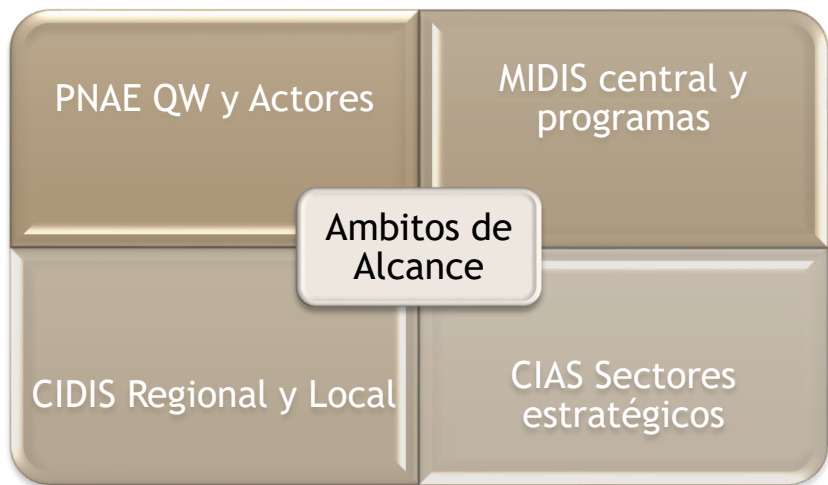 PNAE QW y Actores
MIDIS central y
programas
Ambitos de
Alcance
CIDIS Regional y Local
CIAS Sectores
estratégicos